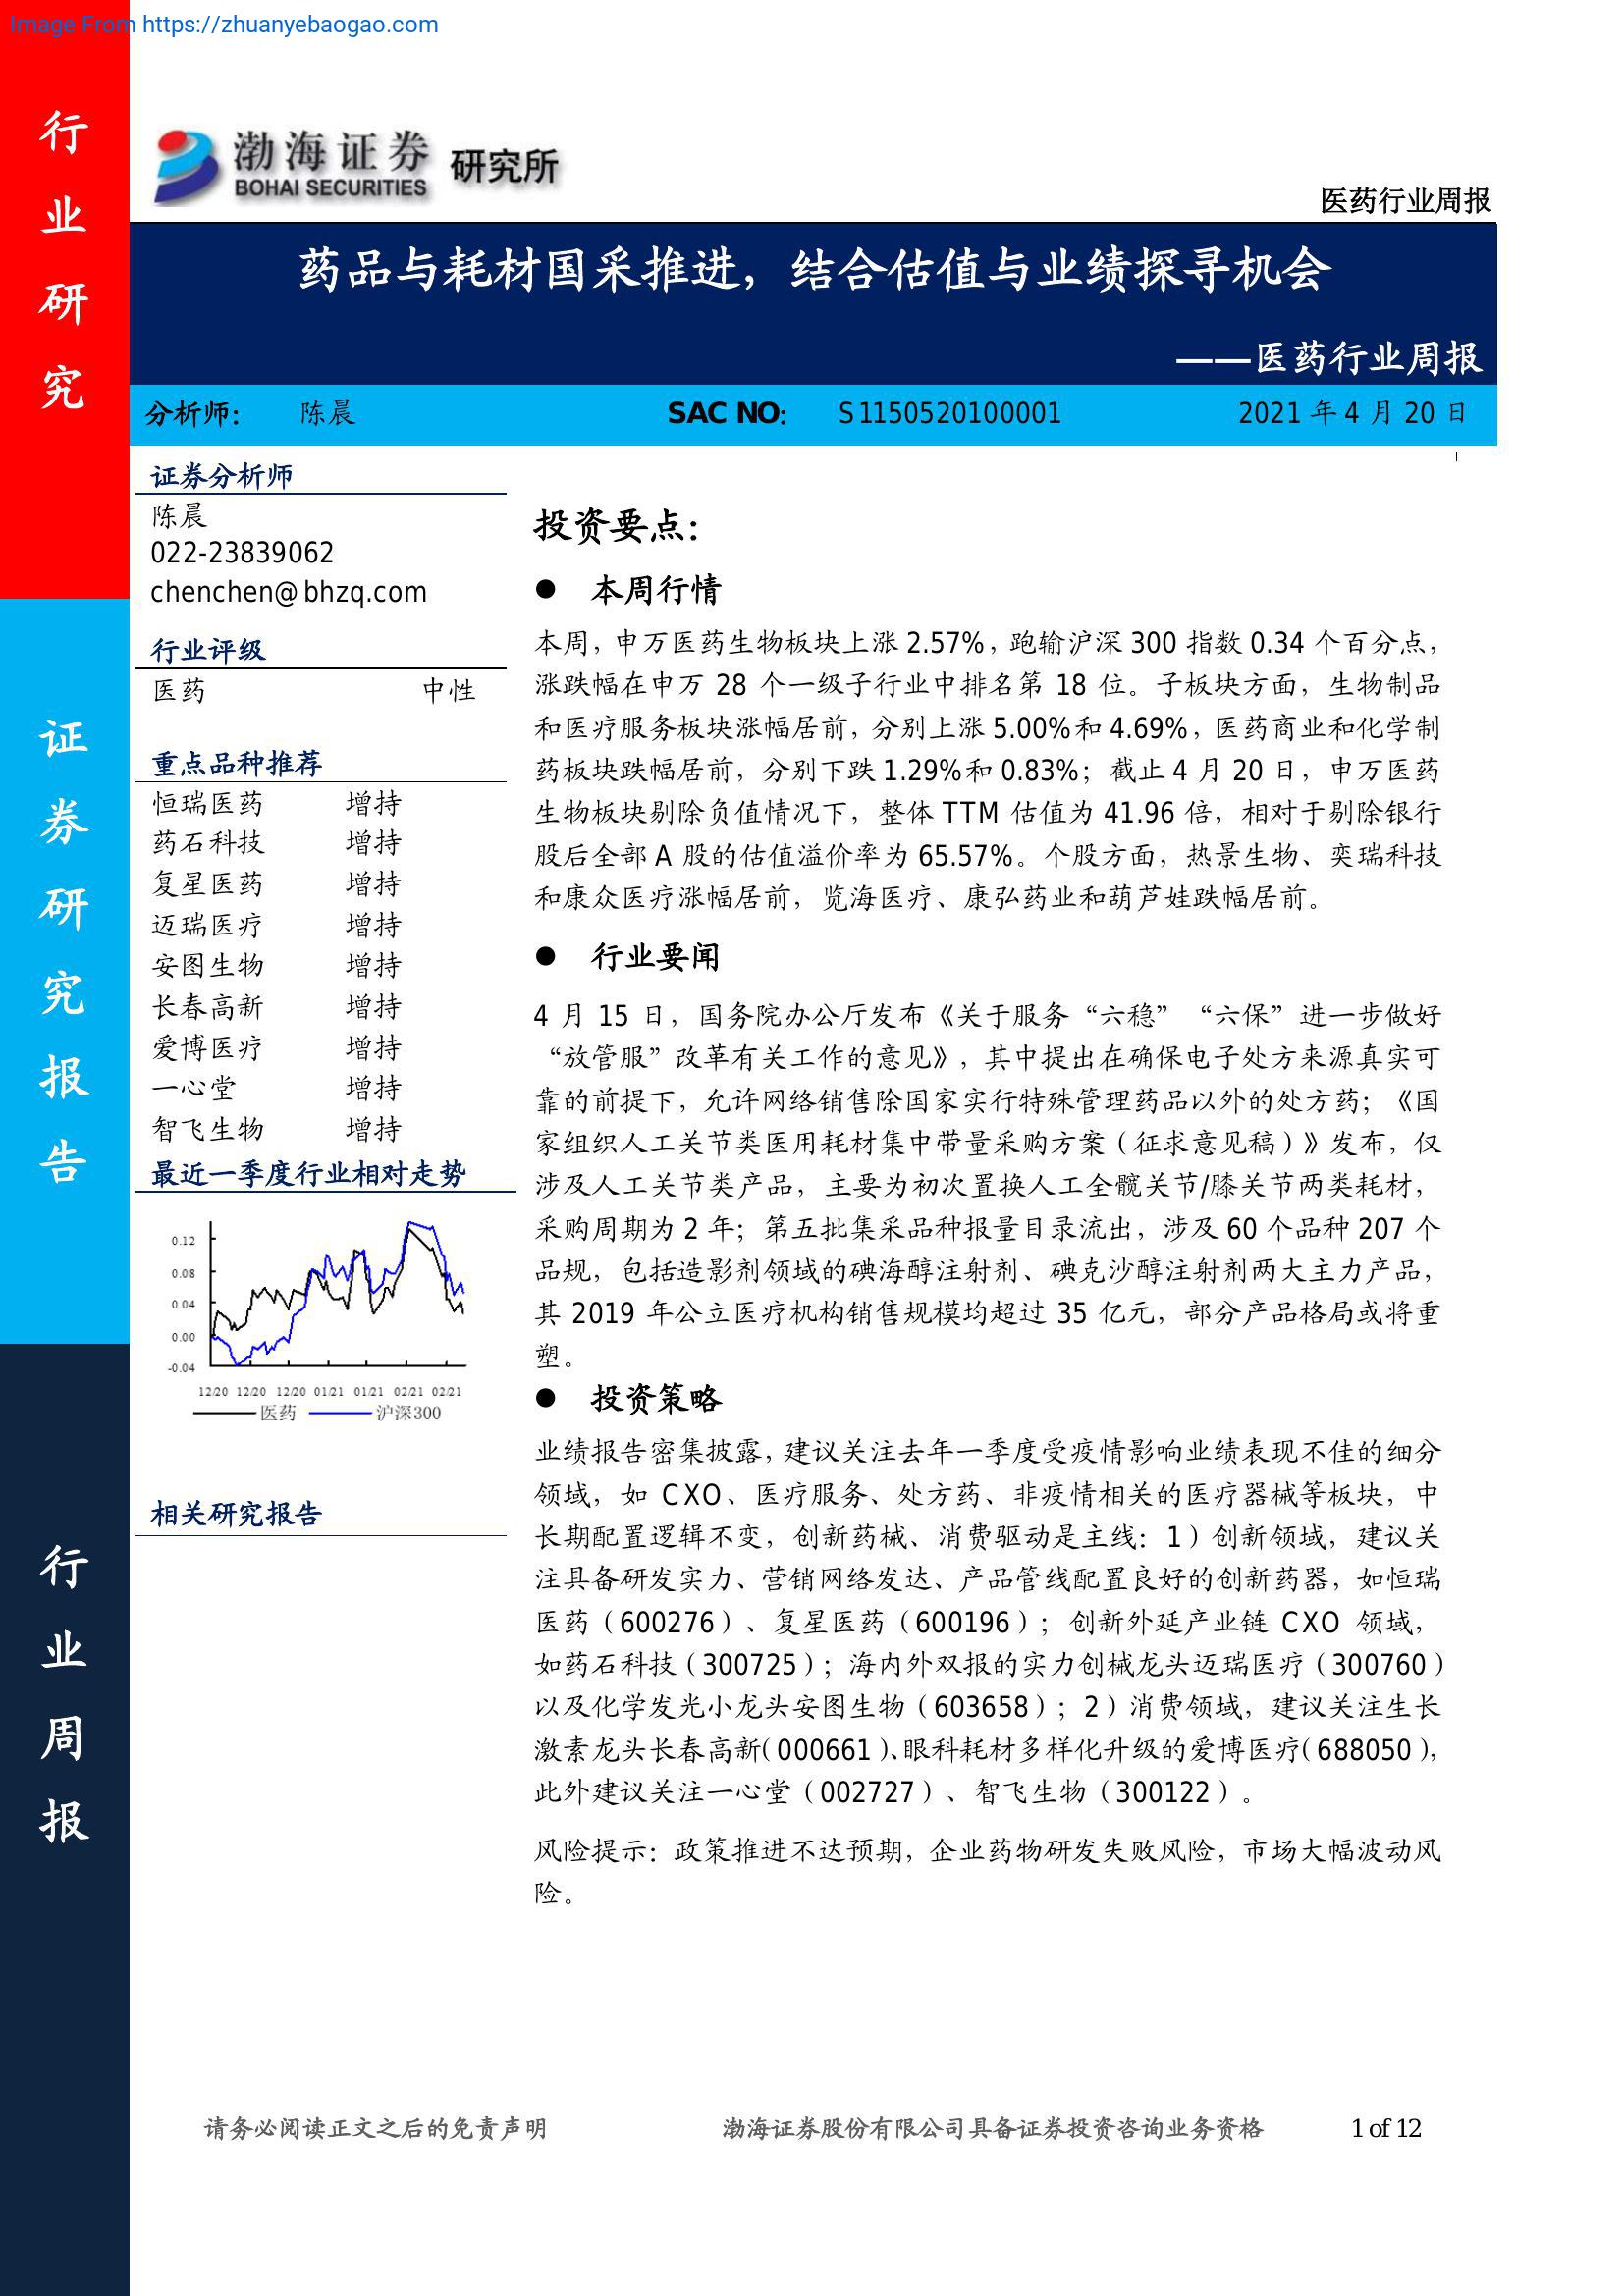 Image From https://zhuanyebaogao.com
行业研究
证券研究报告
行业周报
渤海证券 研究所
BOHAI SECURITIES
医药行业周报
药品与耗材国采推进，结合估值与业绩探寻机会
——医药行业周报
分析师： 陈晨 SAC NO： S1150520100001 2021 年 4 月 20 日
证券分析师
陈晨
022-23839062
chenchen@bhzq.com
行业评级
医药 中性
重点品种推荐
恒瑞医药 增持
药石科技 增持
复星医药 增持
迈瑞医疗 增持
安图生物 增持
长春高新 增持
爱博医疗 增持
一心堂 增持
智飞生物 增持
最近一季度行业相对走势
0.12
0.08
0.04
0.00
-0.04
12/20 12/20 12/20 01/21 01/21 02/21 02/21
医药 沪深300
相关研究报告
投资要点：
● 本周行情
本周，申万医药生物板块上涨 2.57%，跑输沪深 300 指数 0.34 个百分点，
涨跌幅在申万 28 个一级子行业中排名第 18 位。子板块方面，生物制品
和医疗服务板块涨幅居前，分别上涨 5.00%和 4.69%，医药商业和化学制
药板块跌幅居前，分别下跌 1.29%和 0.83%；截止 4 月 20 日，申万医药
生物板块剔除负值情况下，整体 TTM 估值为 41.96 倍，相对于剔除银行
股后全部 A 股的估值溢价率为 65.57%。个股方面，热景生物、奕瑞科技
和康众医疗涨幅居前，览海医疗、康弘药业和葫芦娃跌幅居前。
● 行业要闻
4 月 15 日，国务院办公厅发布《关于服务“六稳”“六保”进一步做好
“放管服”改革有关工作的意见》，其中提出在确保电子处方来源真实可
靠的前提下，允许网络销售除国家实行特殊管理药品以外的处方药；《国
家组织人工关节类医用耗材集中带量采购方案（征求意见稿）》发布，仅
涉及人工关节类产品，主要为初次置换人工全髋关节/膝关节两类耗材，
采购周期为 2 年；第五批集采品种报量目录流出，涉及 60 个品种 207 个
品规，包括造影剂领域的碘海醇注射剂、碘克沙醇注射剂两大主力产品，
其 2019 年公立医疗机构销售规模均超过 35 亿元，部分产品格局或将重
塑。
● 投资策略
业绩报告密集披露，建议关注去年一季度受疫情影响业绩表现不佳的细分
领域，如 CXO、医疗服务、处方药、非疫情相关的医疗器械等板块，中
长期配置逻辑不变，创新药械、消费驱动是主线：1）创新领域，建议关
注具备研发实力、营销网络发达、产品管线配置良好的创新药器，如恒瑞
医药（600276）、复星医药（600196）；创新外延产业链 CXO 领域，
如药石科技（300725）；海内外双报的实力创械龙头迈瑞医疗（300760）
以及化学发光小龙头安图生物（603658）；2）消费领域，建议关注生长
激素龙头长春高新（000661）、眼科耗材多样化升级的爱博医疗（688050），
此外建议关注一心堂（002727）、智飞生物（300122）。
风险提示：政策推进不达预期，企业药物研发失败风险，市场大幅波动风
险。
请务必阅读正文之后的免责声明 渤海证券股份有限公司具备证券投资咨询业务资格 1 of 12